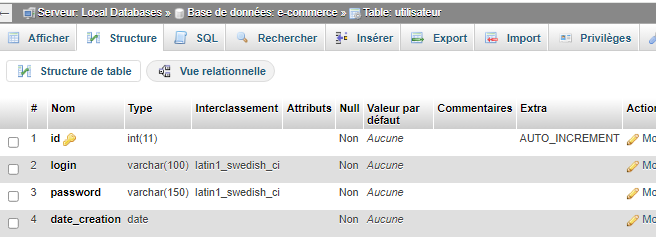 Serveur: Local Databases » Base de données: e-commerce » Table: utilisateur
Afficher Structure SQL Rechercher Insérer Export Import Privilèges
Structure de table Vue relationnelle
# Nom Type Interclassement Attributs Null Valeur par défaut Commentaires Extra Action
1 id int(11) Non Aucune AUTO_INCREMENT Mo
2 login varchar(100) latin1_swedish_ci Non Aucune Mo
3 password varchar(150) latin1_swedish_ci Non Aucune Mo
4 date_creation date Non Aucune Mo